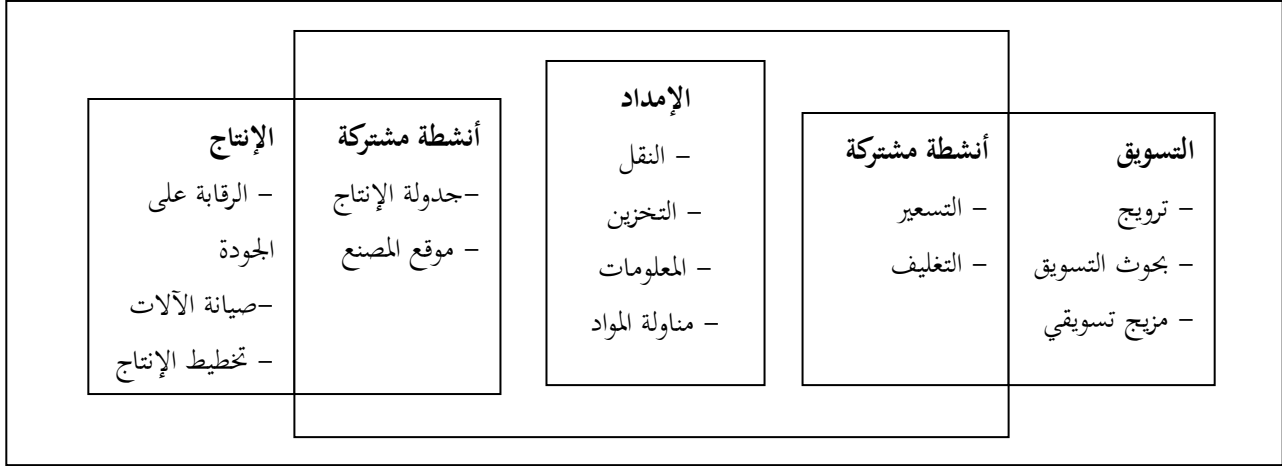 التسويق
– ترويج
– بحوث التسويق
– مزيج تسويقي
أنشطة مشتركة
– التسعير
– التغليف
الإمداد
– النقل
– التخزين
– المعلومات
– مناولة المواد
أنشطة مشتركة
–جدولة الإنتاج
– موقع المصنع
الإنتاج
– الرقابة على
الجودة
–صيانة الآلات
– تخطيط الإنتاج